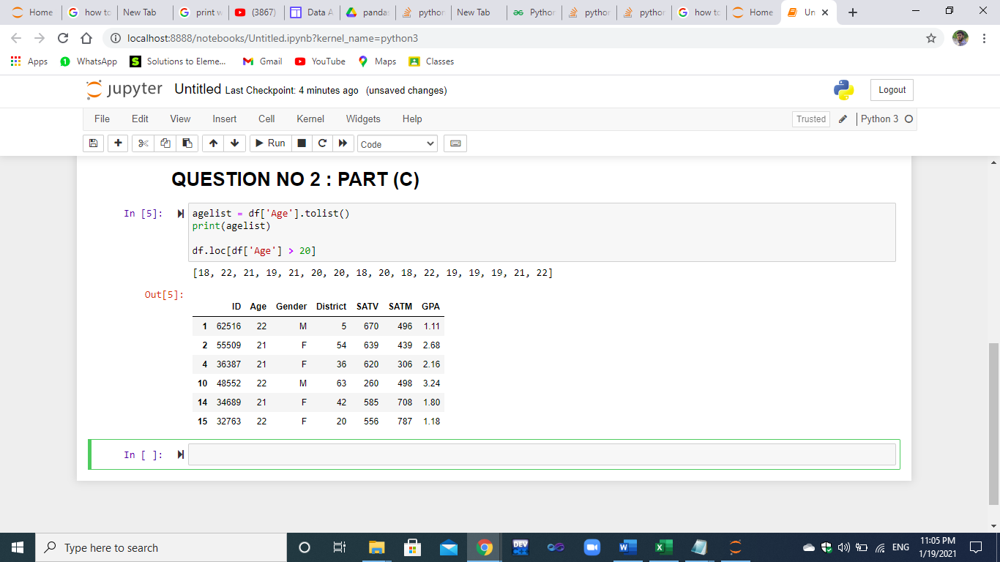 Home how to New Tab print w (3867) Data A panda: python New Tab Python python python how to Home Un
localhost:8888/notebooks/Untitled.ipynb?kernel_name=python3
Apps WhatsApp Solutions to Eleme... Gmail YouTube Maps Classes
jupyter Untitled Last Checkpoint: 4 minutes ago (unsaved changes) Logout
File Edit View Insert Cell Kernel Widgets Help Trusted Python 3
Run Code
QUESTION NO 2 : PART (C)
In [5]: agelist = df['Age'].tolist()
print(agelist)
df.loc[df['Age'] > 20]
[18, 22, 21, 19, 21, 20, 20, 18, 20, 18, 22, 19, 19, 19, 21, 22]
Out[5]:
ID Age Gender District SATV SATM GPA
1 62516 22 M 5 670 496 1.11
2 55509 21 F 54 639 439 2.68
4 36387 21 F 36 620 306 2.16
10 48552 22 M 63 260 498 3.24
14 34689 21 F 42 585 708 1.80
15 32763 22 F 20 556 787 1.18
In [ ]:
Type here to search DEV ENG 11:05 PM
1/19/2021